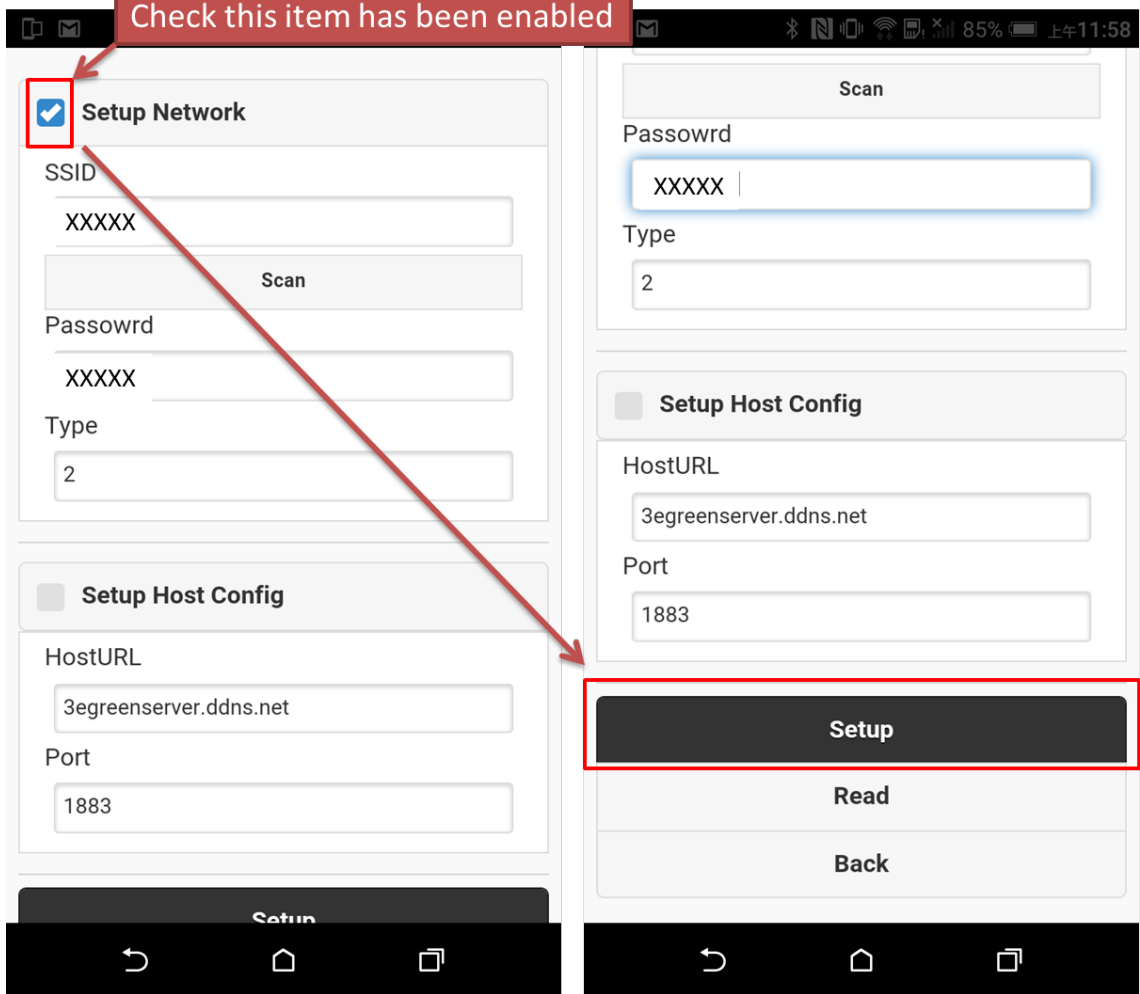 Check this item has been enabled
Setup Network
SSID
XXXXX
Scan
Passowrd
XXXXX
Type
2
Setup Host Config
HostURL
3egreenserver.ddns.net
Port
1883
Setup
85% 上午11:58
Scan
Passowrd
XXXXX
Type
2
Setup Host Config
HostURL
3egreenserver.ddns.net
Port
1883
Setup
Read
Back